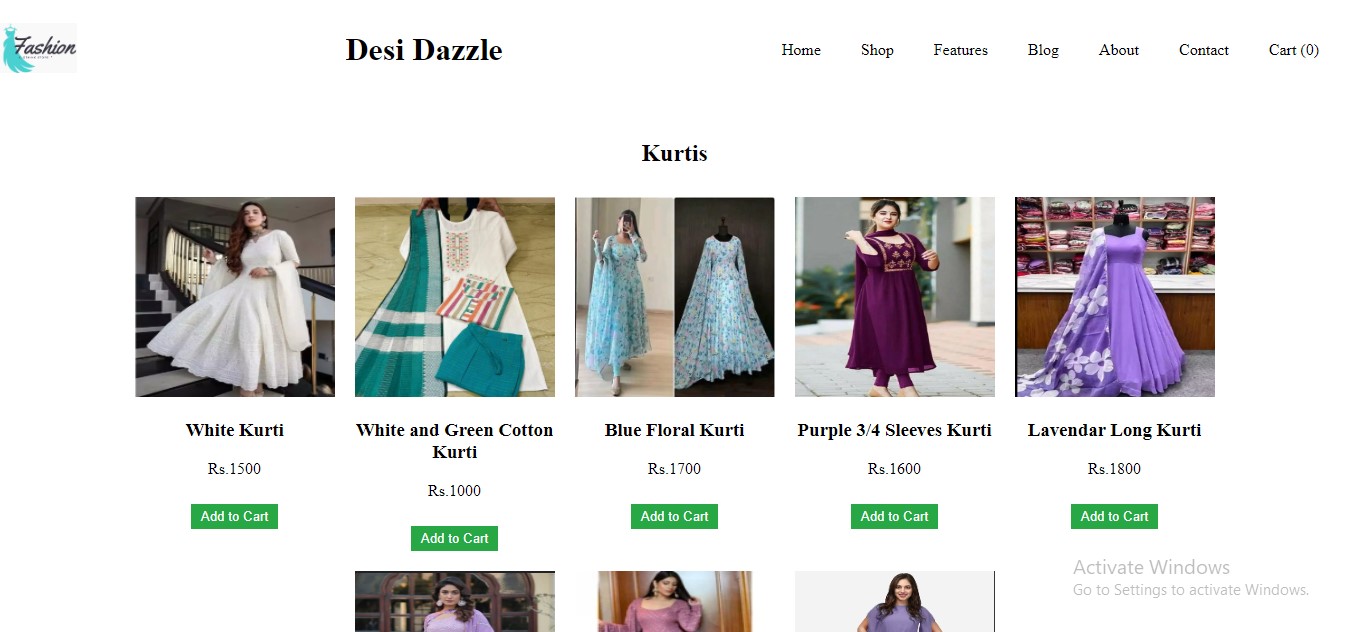 Fashion
Desi Dazzle
Home Shop Features Blog About Contact Cart (0)
Kurtis
White Kurti
Rs.1500
Add to Cart
White and Green Cotton
Kurti
Rs.1000
Add to Cart
Blue Floral Kurti
Rs.1700
Add to Cart
Purple 3/4 Sleeves Kurti
Rs.1600
Add to Cart
Lavendar Long Kurti
Rs.1800
Add to Cart
Activate Windows
Go to Settings to activate Windows.